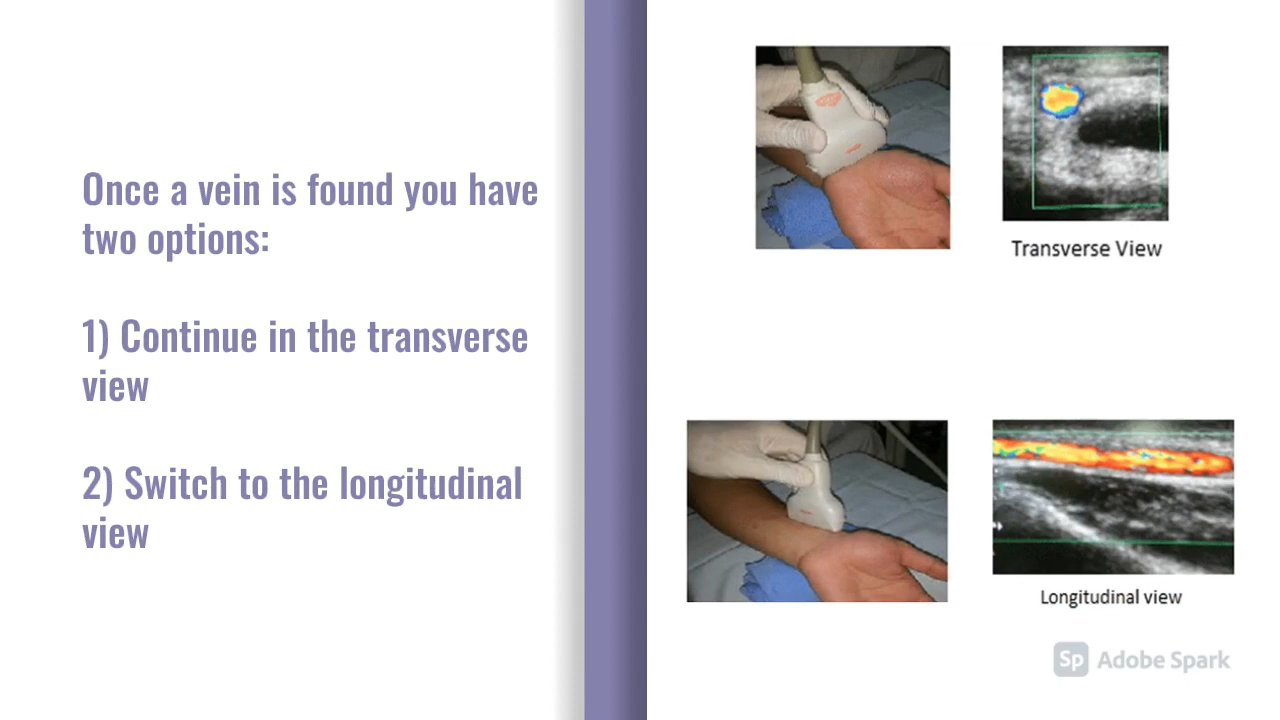 Once a vein is found you have
two options:
1) Continue in the transverse
view
2) Switch to the longitudinal
view
Transverse View
Longitudinal view
Sp Adobe Spark